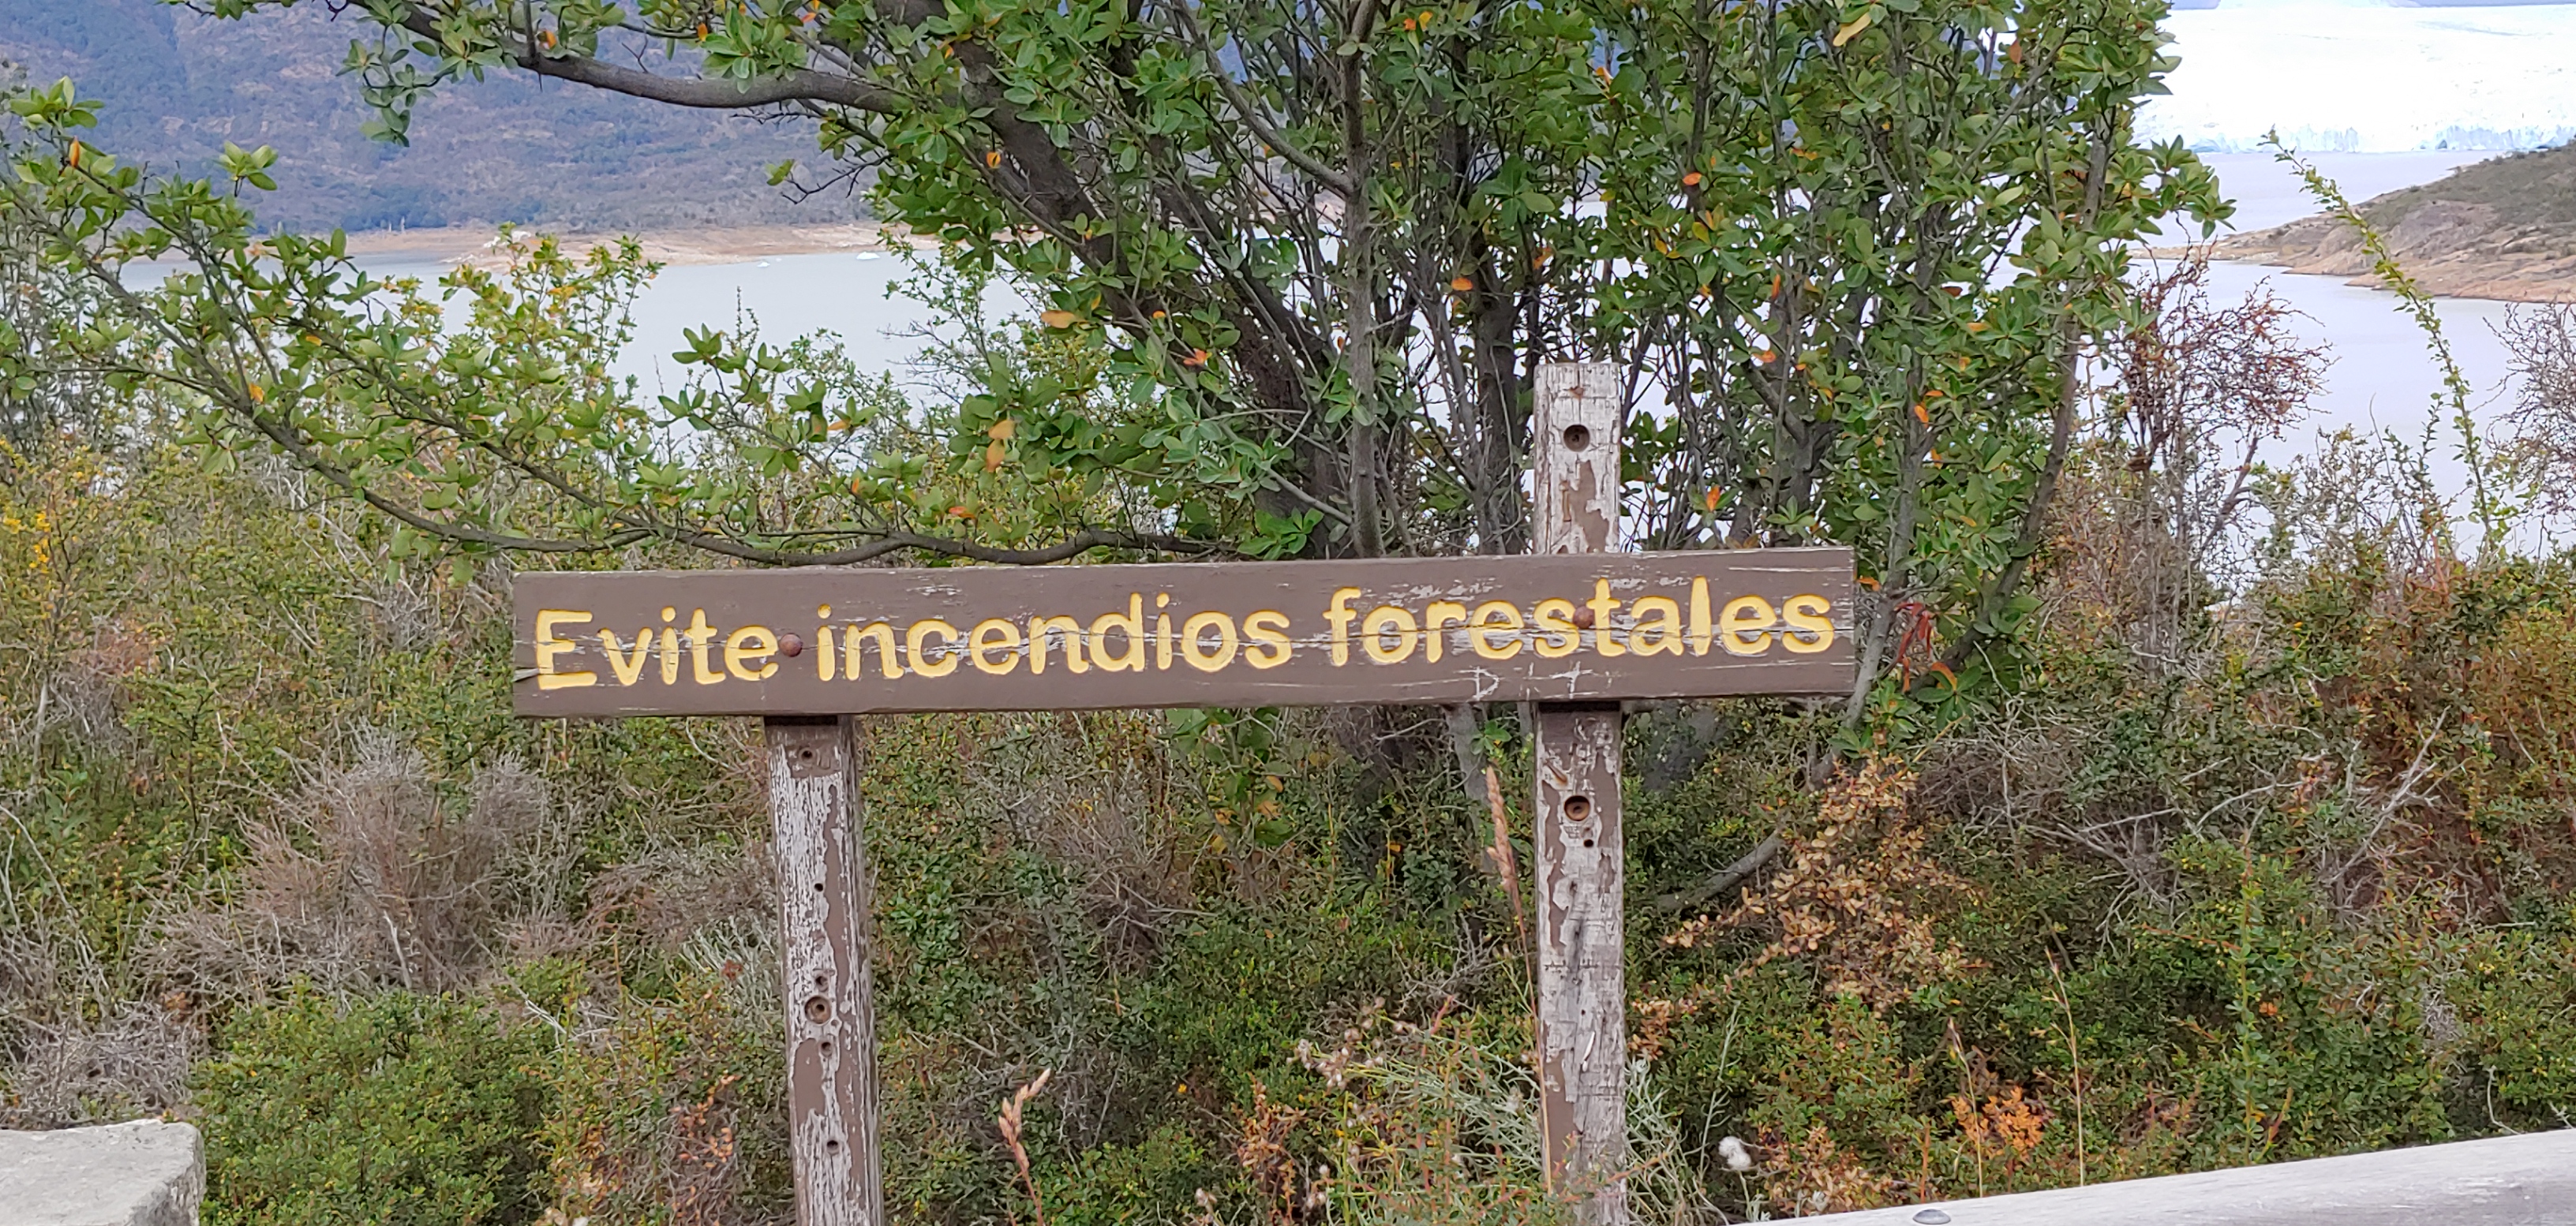 Evite incendios forestales